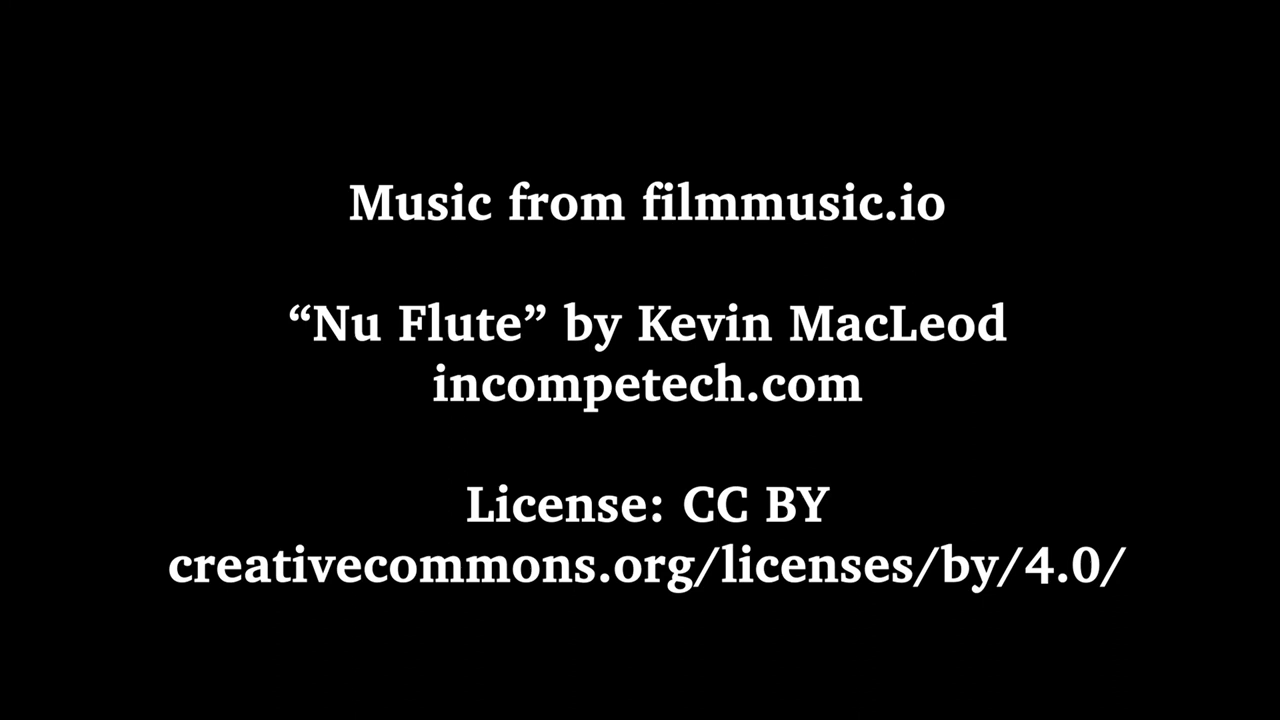 Music from filmmusic.io
“Nu Flute” by Kevin MacLeod
incompetech.com
License: CC BY
creativecommons.org/licenses/by/4.0/